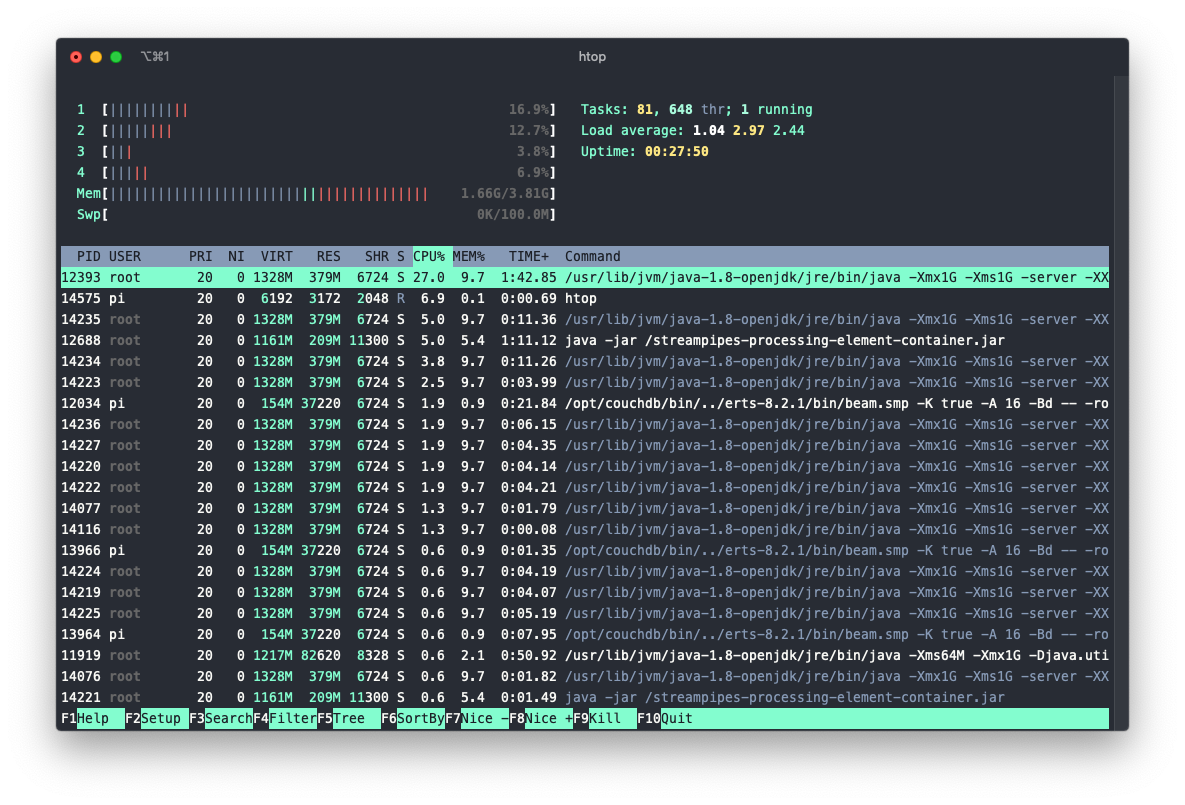 ⌥⌘1 htop
1 [||||||||||| 16.9%] Tasks: 81, 648 thr; 1 running
2 [|||||||| 12.7%] Load average: 1.04 2.97 2.44
3 [||| 3.8%] Uptime: 00:27:50
4 [||||| 6.9%]
Mem[|||||||||||||||||||||||||||||||||||||||| 1.66G/3.81G]
Swp[ 0K/100.0M]
PID USER PRI NI VIRT RES SHR S CPU% MEM% TIME+ Command
12393 root 20 0 1328M 379M 6724 S 27.0 9.7 1:42.85 /usr/lib/jvm/java-1.8-openjdk/jre/bin/java -Xmx1G -Xms1G -server -XX
14575 pi 20 0 6192 3172 2048 R 6.9 0.1 0:00.69 htop
14235 root 20 0 1328M 379M 6724 S 5.0 9.7 0:11.36 /usr/lib/jvm/java-1.8-openjdk/jre/bin/java -Xmx1G -Xms1G -server -XX
12688 root 20 0 1161M 209M 11300 S 5.0 5.4 1:11.12 java -jar /streampipes-processing-element-container.jar
14234 root 20 0 1328M 379M 6724 S 3.8 9.7 0:11.26 /usr/lib/jvm/java-1.8-openjdk/jre/bin/java -Xmx1G -Xms1G -server -XX
14223 root 20 0 1328M 379M 6724 S 2.5 9.7 0:03.99 /usr/lib/jvm/java-1.8-openjdk/jre/bin/java -Xmx1G -Xms1G -server -XX
12034 pi 20 0 154M 37220 6724 S 1.9 0.9 0:21.84 /opt/couchdb/bin/../erts-8.2.1/bin/beam.smp -K true -A 16 -Bd -- -ro
14236 root 20 0 1328M 379M 6724 S 1.9 9.7 0:06.15 /usr/lib/jvm/java-1.8-openjdk/jre/bin/java -Xmx1G -Xms1G -server -XX
14227 root 20 0 1328M 379M 6724 S 1.9 9.7 0:04.35 /usr/lib/jvm/java-1.8-openjdk/jre/bin/java -Xmx1G -Xms1G -server -XX
14220 root 20 0 1328M 379M 6724 S 1.9 9.7 0:04.14 /usr/lib/jvm/java-1.8-openjdk/jre/bin/java -Xmx1G -Xms1G -server -XX
14222 root 20 0 1328M 379M 6724 S 1.9 9.7 0:04.21 /usr/lib/jvm/java-1.8-openjdk/jre/bin/java -Xmx1G -Xms1G -server -XX
14077 root 20 0 1328M 379M 6724 S 1.3 9.7 0:01.79 /usr/lib/jvm/java-1.8-openjdk/jre/bin/java -Xmx1G -Xms1G -server -XX
14116 root 20 0 1328M 379M 6724 S 1.3 9.7 0:00.08 /usr/lib/jvm/java-1.8-openjdk/jre/bin/java -Xmx1G -Xms1G -server -XX
13966 pi 20 0 154M 37220 6724 S 0.6 0.9 0:01.35 /opt/couchdb/bin/../erts-8.2.1/bin/beam.smp -K true -A 16 -Bd -- -ro
14224 root 20 0 1328M 379M 6724 S 0.6 9.7 0:04.19 /usr/lib/jvm/java-1.8-openjdk/jre/bin/java -Xmx1G -Xms1G -server -XX
14219 root 20 0 1328M 379M 6724 S 0.6 9.7 0:04.07 /usr/lib/jvm/java-1.8-openjdk/jre/bin/java -Xmx1G -Xms1G -server -XX
14225 root 20 0 1328M 379M 6724 S 0.6 9.7 0:05.19 /usr/lib/jvm/java-1.8-openjdk/jre/bin/java -Xmx1G -Xms1G -server -XX
13964 pi 20 0 154M 37220 6724 S 0.6 0.9 0:07.95 /opt/couchdb/bin/../erts-8.2.1/bin/beam.smp -K true -A 16 -Bd -- -ro
11919 root 20 0 1217M 82620 8328 S 0.6 2.1 0:50.92 /usr/lib/jvm/java-1.8-openjdk/jre/bin/java -Xms64M -Xmx1G -Djava.uti
14076 root 20 0 1328M 379M 6724 S 0.6 9.7 0:01.82 /usr/lib/jvm/java-1.8-openjdk/jre/bin/java -Xmx1G -Xms1G -server -XX
14221 root 20 0 1161M 209M 11300 S 0.6 5.4 0:01.49 java -jar /streampipes-processing-element-container.jar
F1Help F2Setup F3SearchF4FilterF5Tree F6SortByF7Nice -F8Nice +F9Kill F10Quit